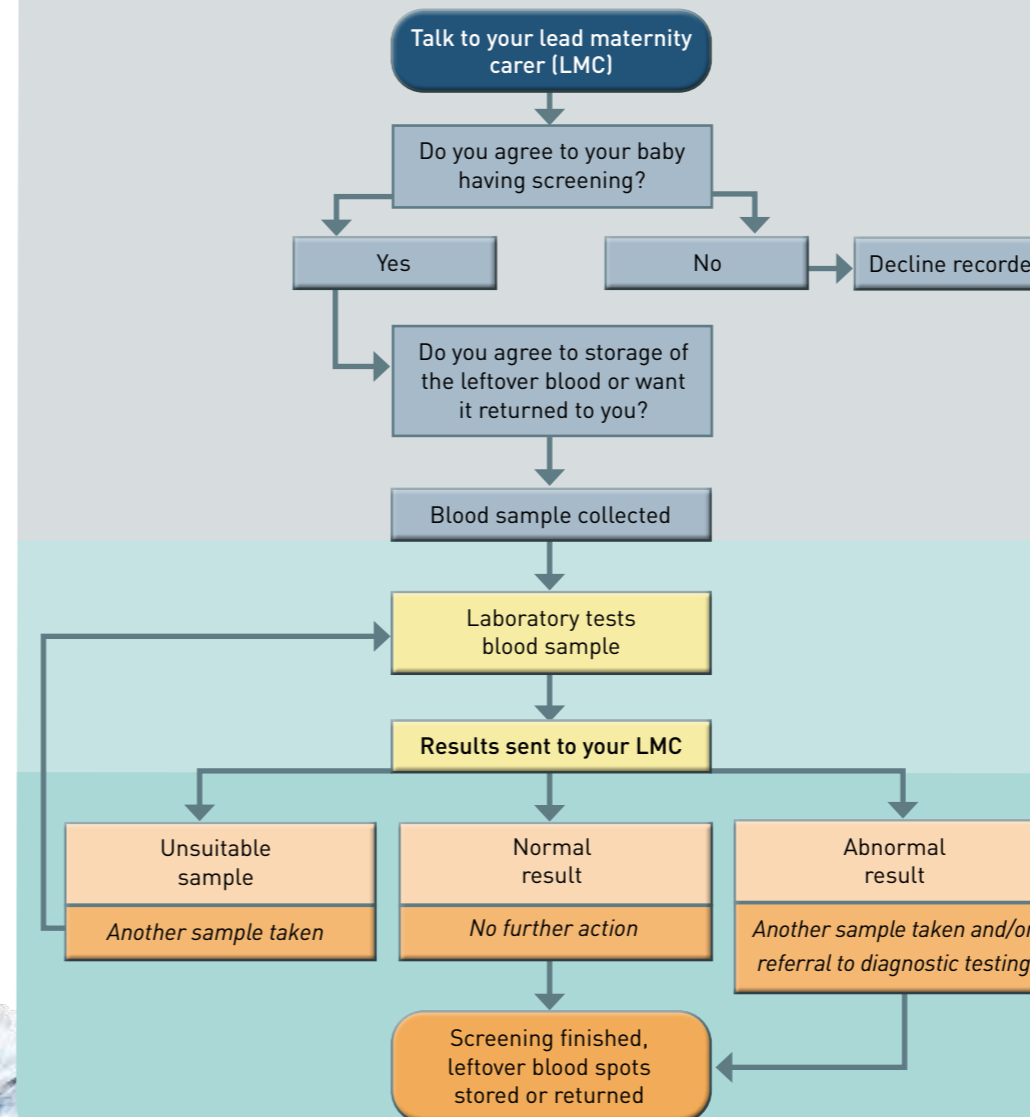 Talk to your lead maternity
carer (LMC)
Do you agree to your baby
having screening?
Yes
No
Decline recorde
Do you agree to storage of
the leftover blood or want
it returned to you?
Blood sample collected
Laboratory tests
blood sample
Results sent to your LMC
Unsuitable
sample
Another sample taken
Normal
result
No further action
Abnormal
result
Another sample taken and/or
referral to diagnostic testing
Screening finished,
leftover blood spots
stored or returned